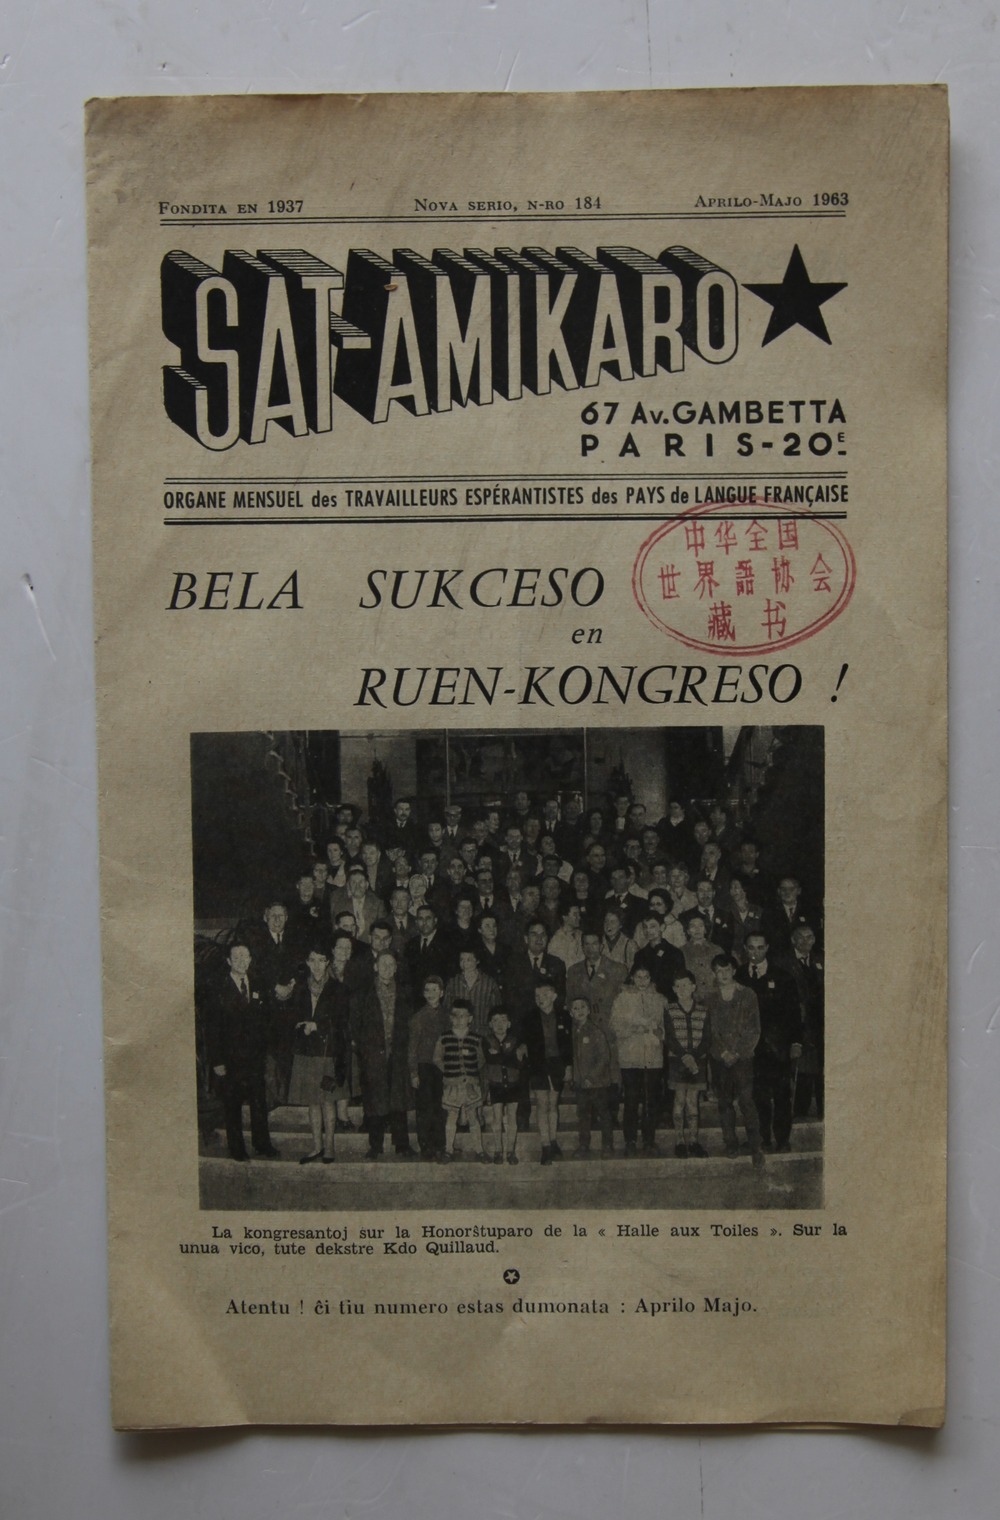 FONDITA EN 1937 NOVA SERIO, N-RO 184 APRILO-MAJO 1963
SAT-AMIKARO
67 Av. GAMBETTA
PARIS-20E
ORGANE MENSUEL des TRAVAILLEURS ESPÉRANTISTES des PAYS de LANGUE FRANÇAISE
中华全国
世界語协会
藏书
BELA SUKCESO
en
RUEN-KONGRESO !
La kongresantoj sur la Honorŝtuparo de la « Halle aux Toiles ». Sur la
unua vico, tute dekstre Kdo Quillaud.
Atentu ! ĉi tiu numero estas dumonata : Aprilo Majo.